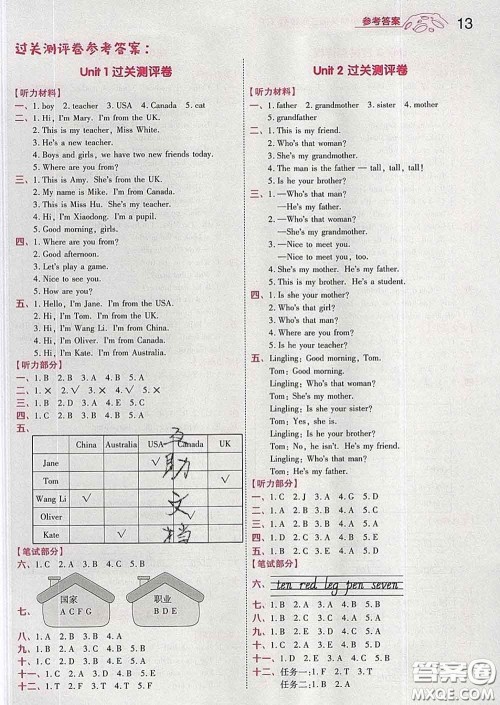 参考答案
13
过关测评卷参考答案:
Unit 1 过关测评卷
【听力材料】
一、1. boy 2. teacher 3. USA 4. Canada 5. cat
二、1. Hi, I'm Mary. I'm from the UK.
2. This is my teacher, Miss White.
3. He's a new teacher.
4. Boys and girls, we have two new friends today.
5. Where are you from?
三、1. This is Amy. She's from the UK.
2. My name is Mike. I'm from Canada.
3. This is Miss Hu. She's my teacher.
4. Hi, I'm Xiaodong. I'm a pupil.
5. Good morning, girls.
四、1. Where are you from?
2. Good afternoon.
3. Let's play a game.
4. Nice to see you.
5. How are you?
五、1. Hello, I'm Jane. I'm from the USA.
2. Hi, I'm Tom. I'm from the UK.
3. Hi, I'm Wang Li. I'm from China.
4. Hi, I'm Oliver. I'm from Canada.
5. Hi, I'm Kate. I'm from Australia.
【听力部分】
一、1. B 2. B 3. A 4. B 5. A
二、1. × 2. √ 3. × 4. × 5. √
三、1. B 2. D 3. A 4. E 5. C
四、1. B 2. A 3. B 4. A 5. B
五、
China Australia USA Canada UK
Jane √
Tom √
Wang Li √
Oliver √
Kate √
【笔试部分】
六、1. C 2. B 3. A 4. C 5. A
国家 职业
七、 A C F G B D E
八、1. B 2. A 3. B 4. A 5. A
九、1. B 2. A 3. B 4. C 5. A
十、1. B 2. C 3. A 4. B 5. C
十一、1. C 2. D 3. E 4. A 5. B
十二、1. T 2. F 3. T 4. F 5. F
Unit 2 过关测评卷
【听力材料】
一、1. father 2. grandmother 3. sister 4. mother
5. grandfather
二、1. This is my friend.
2. Who's that woman?
3. She's my grandmother.
4. The man is the father — tall, tall, tall!
5. Is he your brother?
三、1. —Who's that man?
—He's my father.
2. —Who's that woman?
—She's my grandmother.
3. —Nice to meet you.
—Nice to meet you, too.
4. She's my mother. He's my father.
5. This is my brother. He's a student.
四、1. Is she your mother?
2. Who's that man?
3. He's my grandfather.
4. Is he your father?
5. Who's that woman?
五、Lingling: Good morning, Tom.
Tom: Good morning, Lingling.
Lingling: Who's that girl?
Tom: She's my sister.
Lingling: Is she your sister?
Tom: Yes, she is.
Lingling: Is he your brother?
Tom: No, he isn't. He's my friend.
Lingling: Who's that man?
Tom: He is my father.
【听力部分】
一、1. C 2. J 3. A 4. G 5. D
二、1. B 2. A 3. B 4. A 5. A
三、1. A 2. A 3. B 4. B 5. A
四、1. C 2. E 3. A 4. B 5. D
五、1. B 2. A 3. B 4. A 5. A
【笔试部分】
六、ten red leg pen seven
七、1. B 2. A 3. B 4. B 5. A
八、1. A 2. C 3. B 4. B 5. C
九、1. B 2. A 3. B 4. B 5. A
十、1. C 2. A 3. E 4. B 5. D
十一、1. C 2. B 3. D 4. E 5. A
十二、任务一:1. T 2. F 3. T
任务二:1. B 2. A
答案圈
MXQE.COM